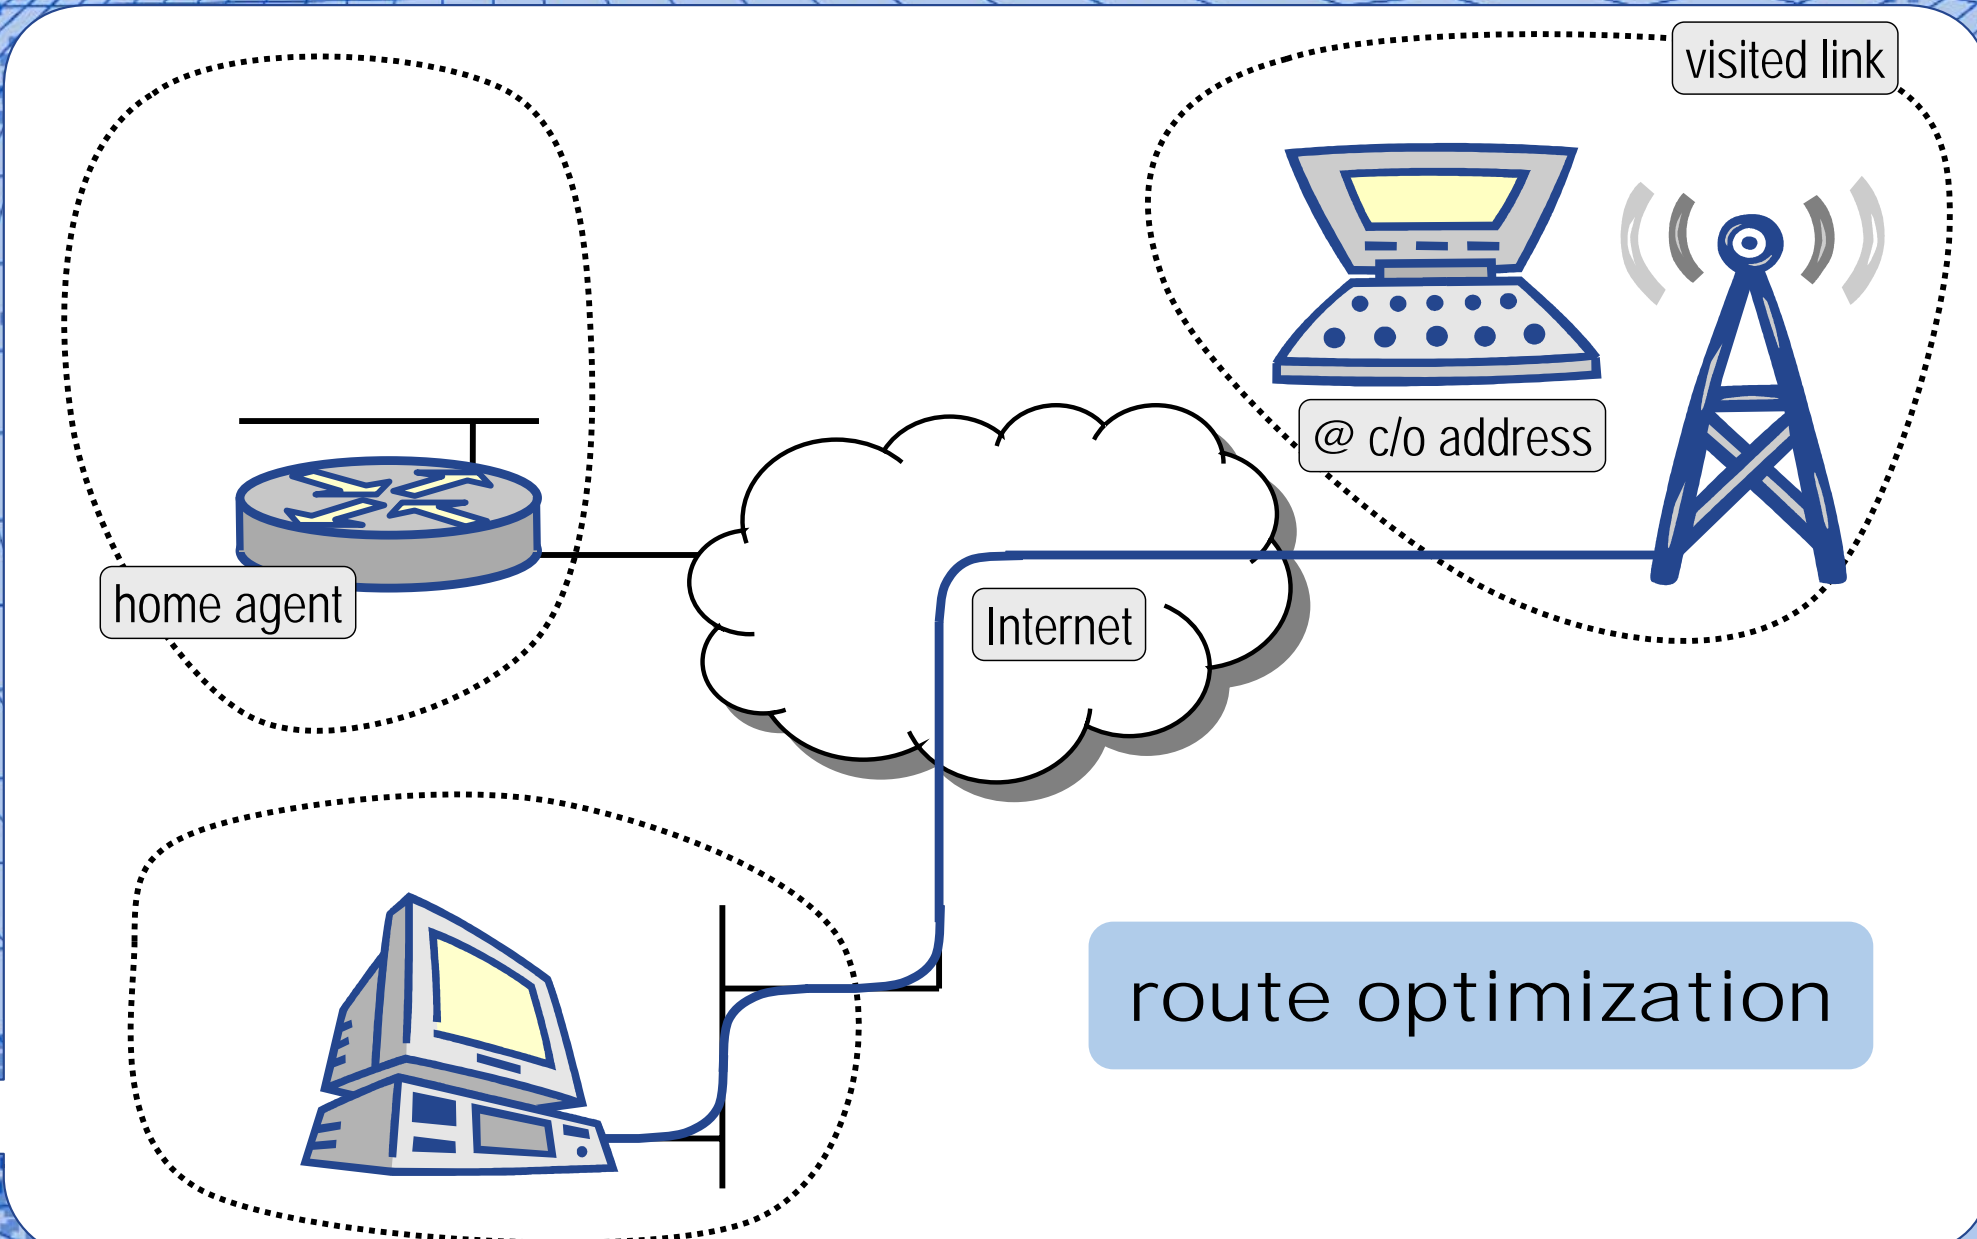 visited link
@ c/o address
home agent
Internet
route optimization